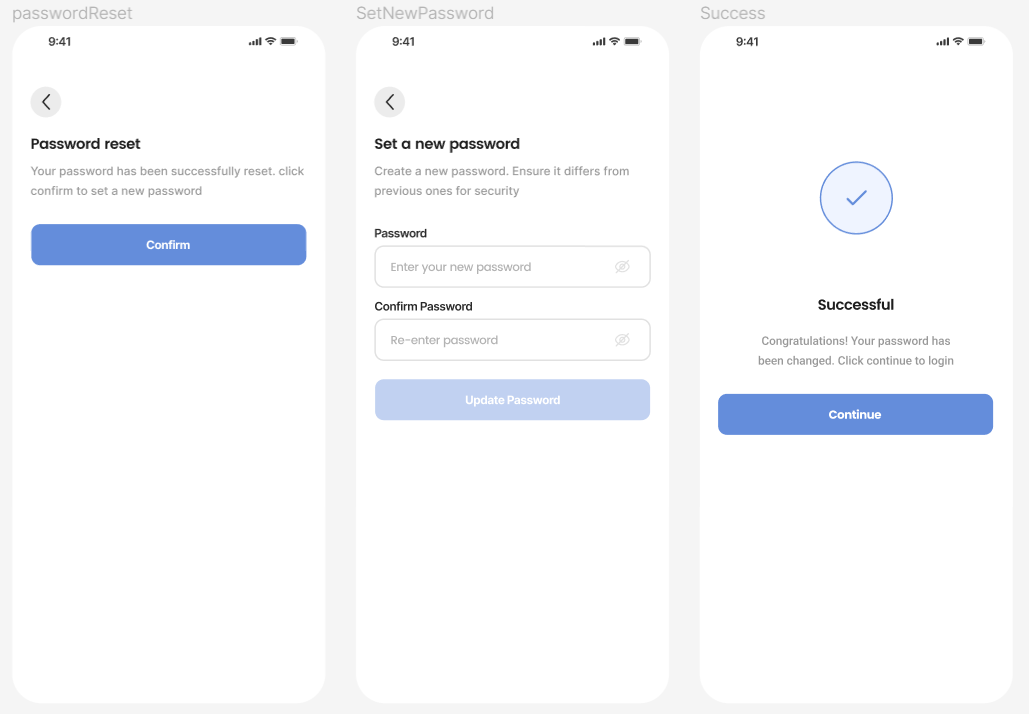 passwordReset
9:41
Password reset
Your password has been successfully reset. click
confirm to set a new password
Confirm
SetNewPassword
9:41
Set a new password
Create a new password. Ensure it differs from
previous ones for security
Password
Enter your new password
Confirm Password
Re-enter password
Update Password
Success
9:41
Successful
Congratulations! Your password has
been changed. Click continue to login
Continue